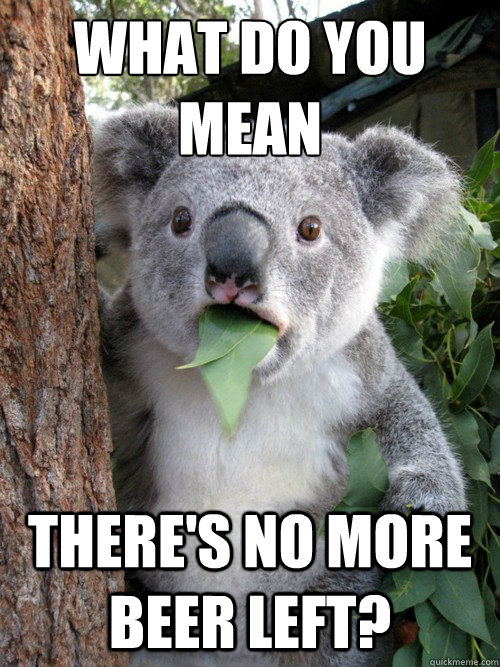 WHAT DO YOU
MEAN
THERE'S NO MORE
BEER LEFT?
quickmeme.com